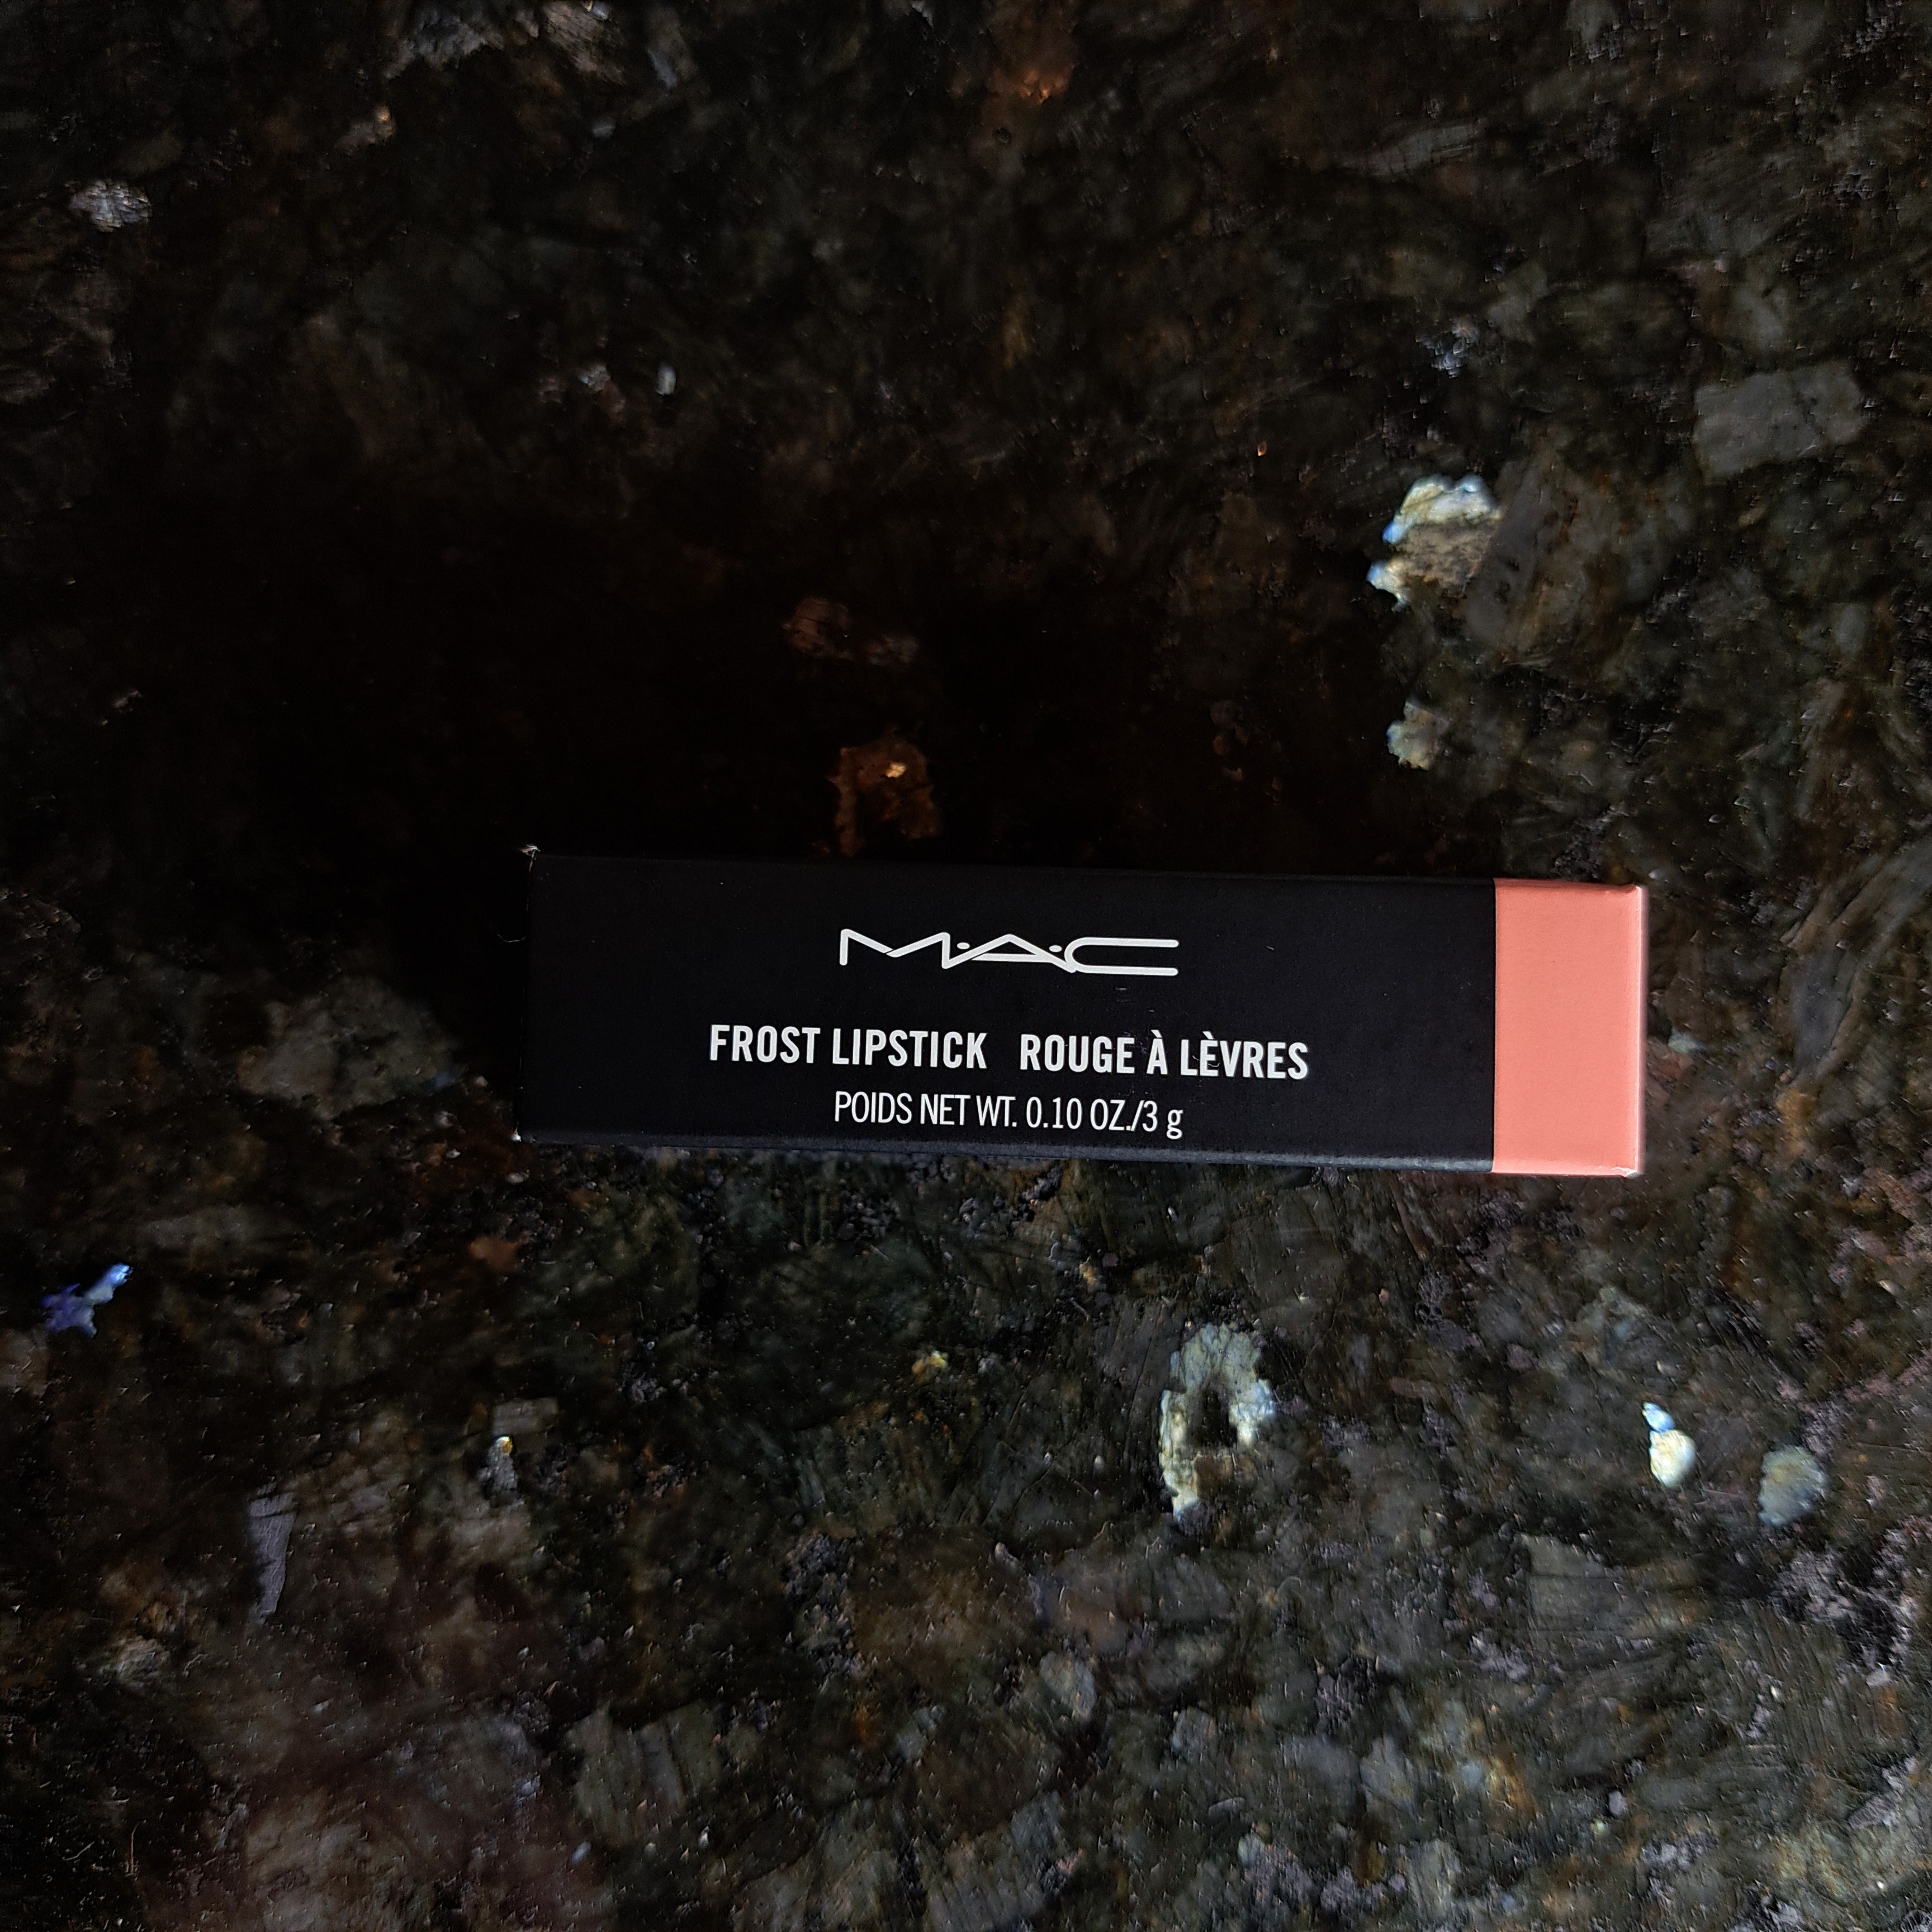 M·A·C
FROST LIPSTICK ROUGE À LÈVRES
POIDS NET WT. 0.10 OZ./3 g